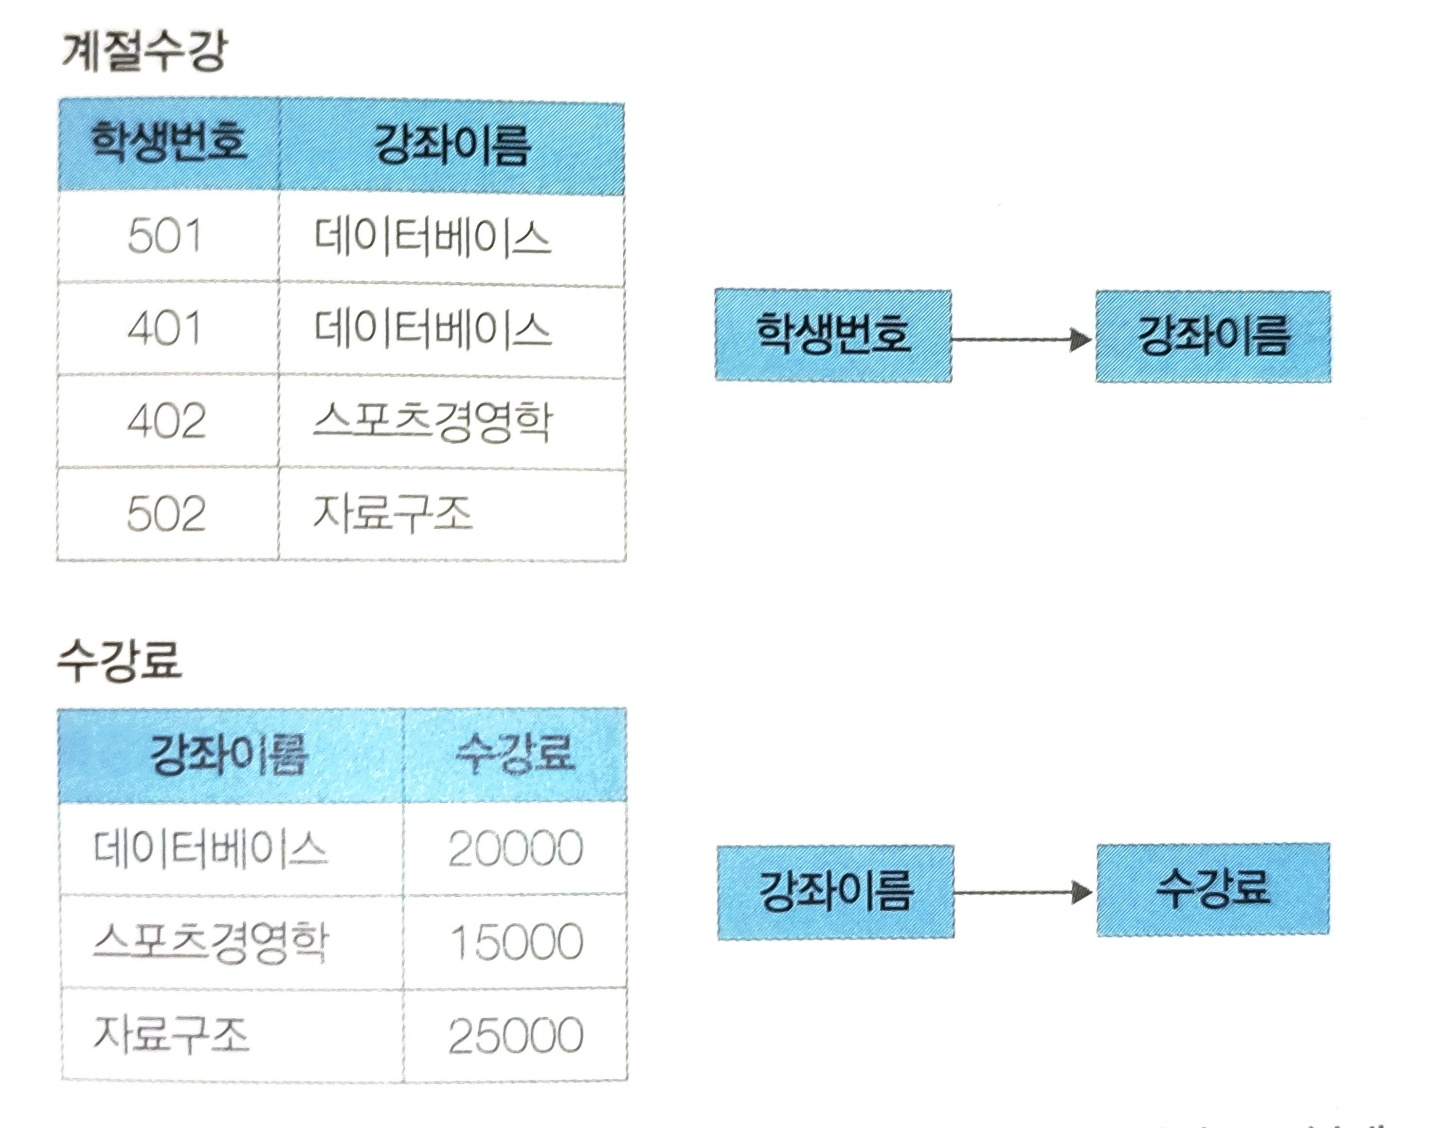 계절수강
학생번호 강좌이름
501 데이터베이스
401 데이터베이스
402 스포츠경영학
502 자료구조
학생번호 강좌이름
수강료
강좌이름 수강료
데이터베이스 20000
스포츠경영학 15000
자료구조 25000
강좌이름 수강료